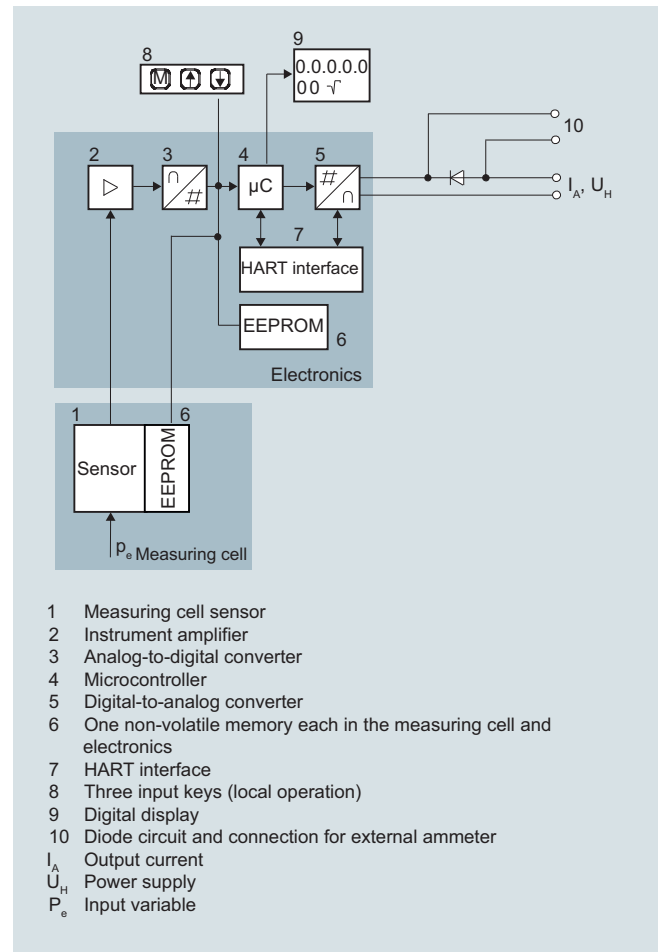 8
9
M
0.0.0.0.0
00 √
10
2
3
4
5
∩
#
µC
#
∩
I_A, U_H
7
HART interface
EEPROM
6
Electronics
1
6
Sensor
EEPROM
p_e Measuring cell
1 Measuring cell sensor
2 Instrument amplifier
3 Analog-to-digital converter
4 Microcontroller
5 Digital-to-analog converter
6 One non-volatile memory each in the measuring cell and
electronics
7 HART interface
8 Three input keys (local operation)
9 Digital display
10 Diode circuit and connection for external ammeter
I_A Output current
U_H Power supply
P_e Input variable